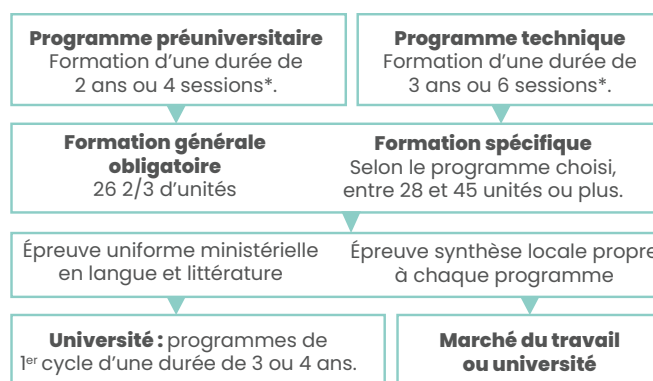 Programme préuniversitaire
Formation d'une durée de
2 ans ou 4 sessions*.
Programme technique
Formation d'une durée de
3 ans ou 6 sessions*.
Formation générale
obligatoire
26 2/3 d'unités
Formation spécifique
Selon le programme choisi,
entre 28 et 45 unités ou plus.
Épreuve uniforme ministérielle
en langue et littérature
Épreuve synthèse locale propre
à chaque programme
Université : programmes de
1er cycle d'une durée de 3 ou 4 ans.
Marché du travail
ou université